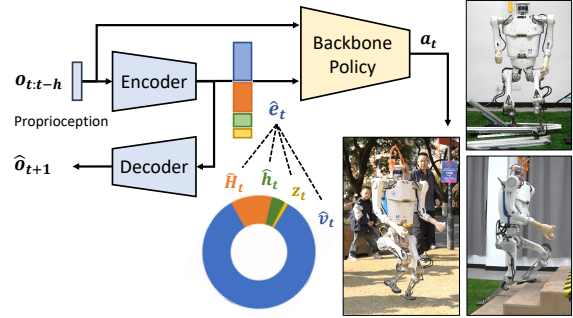 Backbone
Policy
a_t
o_{t:t−h}
Encoder
Proprioception
ê_t
ô_{t+1}
Decoder
Ĥ_t
ĥ_t
z_t
v̂_t